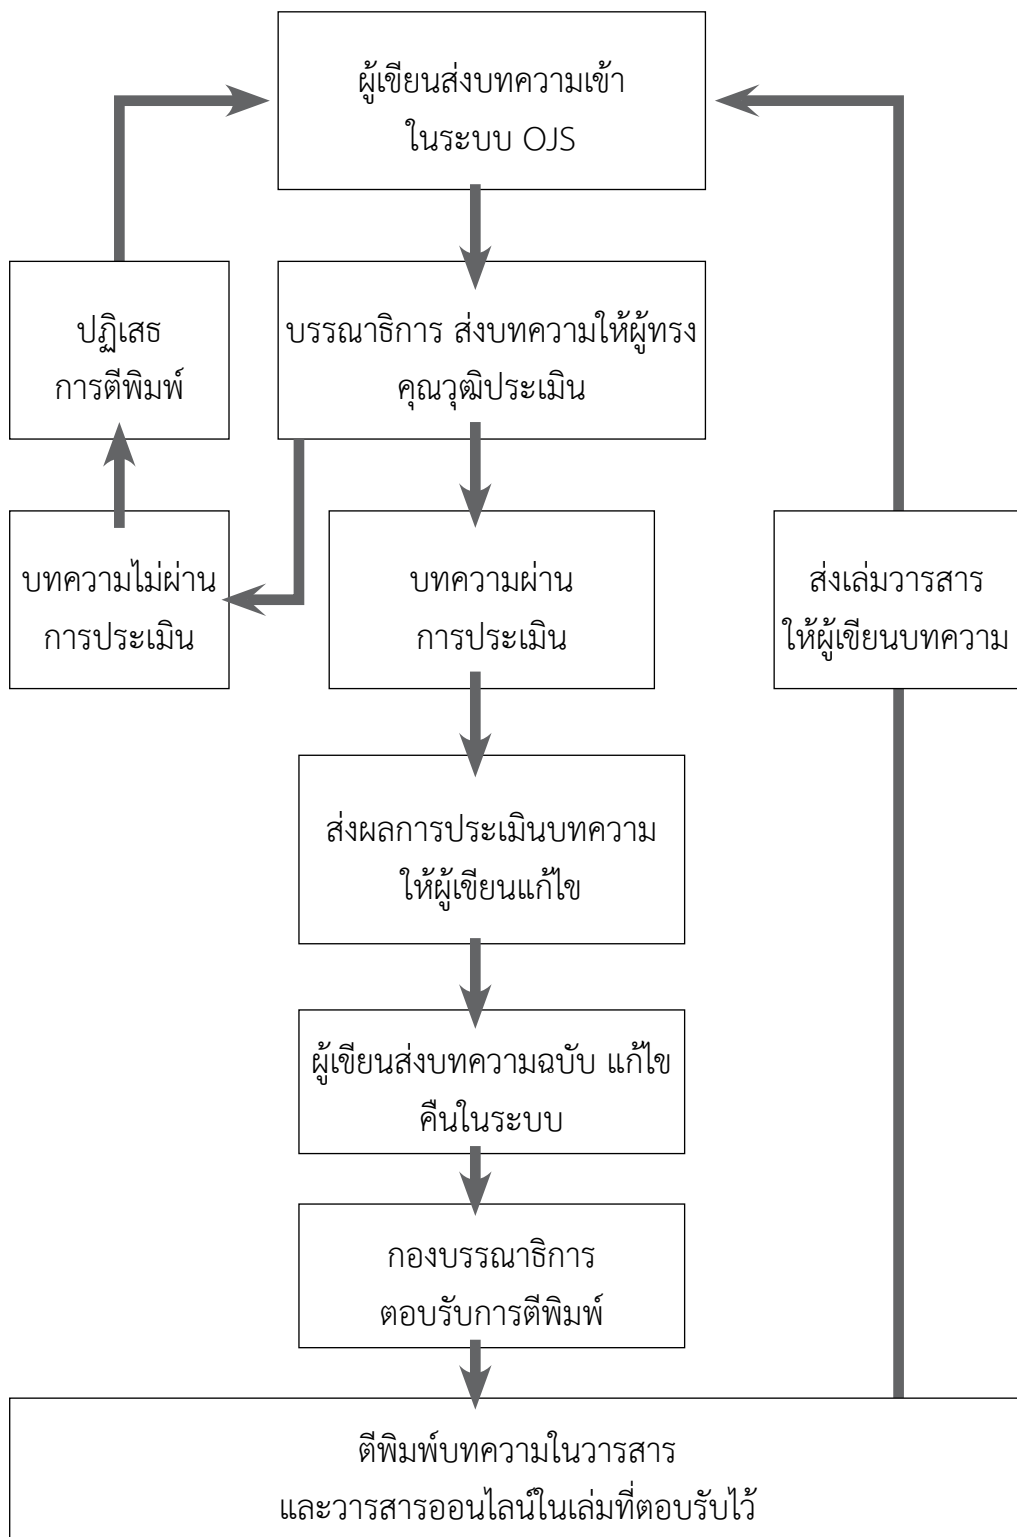 ผู้เขียนส่งบทความเข้า
ในระบบ OJS
ปฏิเสธ
การตีพิมพ์
บรรณาธิการ ส่งบทความให้ผู้ทรง
คุณวุฒิประเมิน
บทความไม่ผ่าน
การประเมิน
บทความผ่าน
การประเมิน
ส่งเล่มวารสาร
ให้ผู้เขียนบทความ
ส่งผลการประเมินบทความ
ให้ผู้เขียนแก้ไข
ผู้เขียนส่งบทความฉบับ แก้ไข
คืนในระบบ
กองบรรณาธิการ
ตอบรับการตีพิมพ์
ตีพิมพ์บทความในวารสาร
และวารสารออนไลน์ในเล่มที่ตอบรับไว้